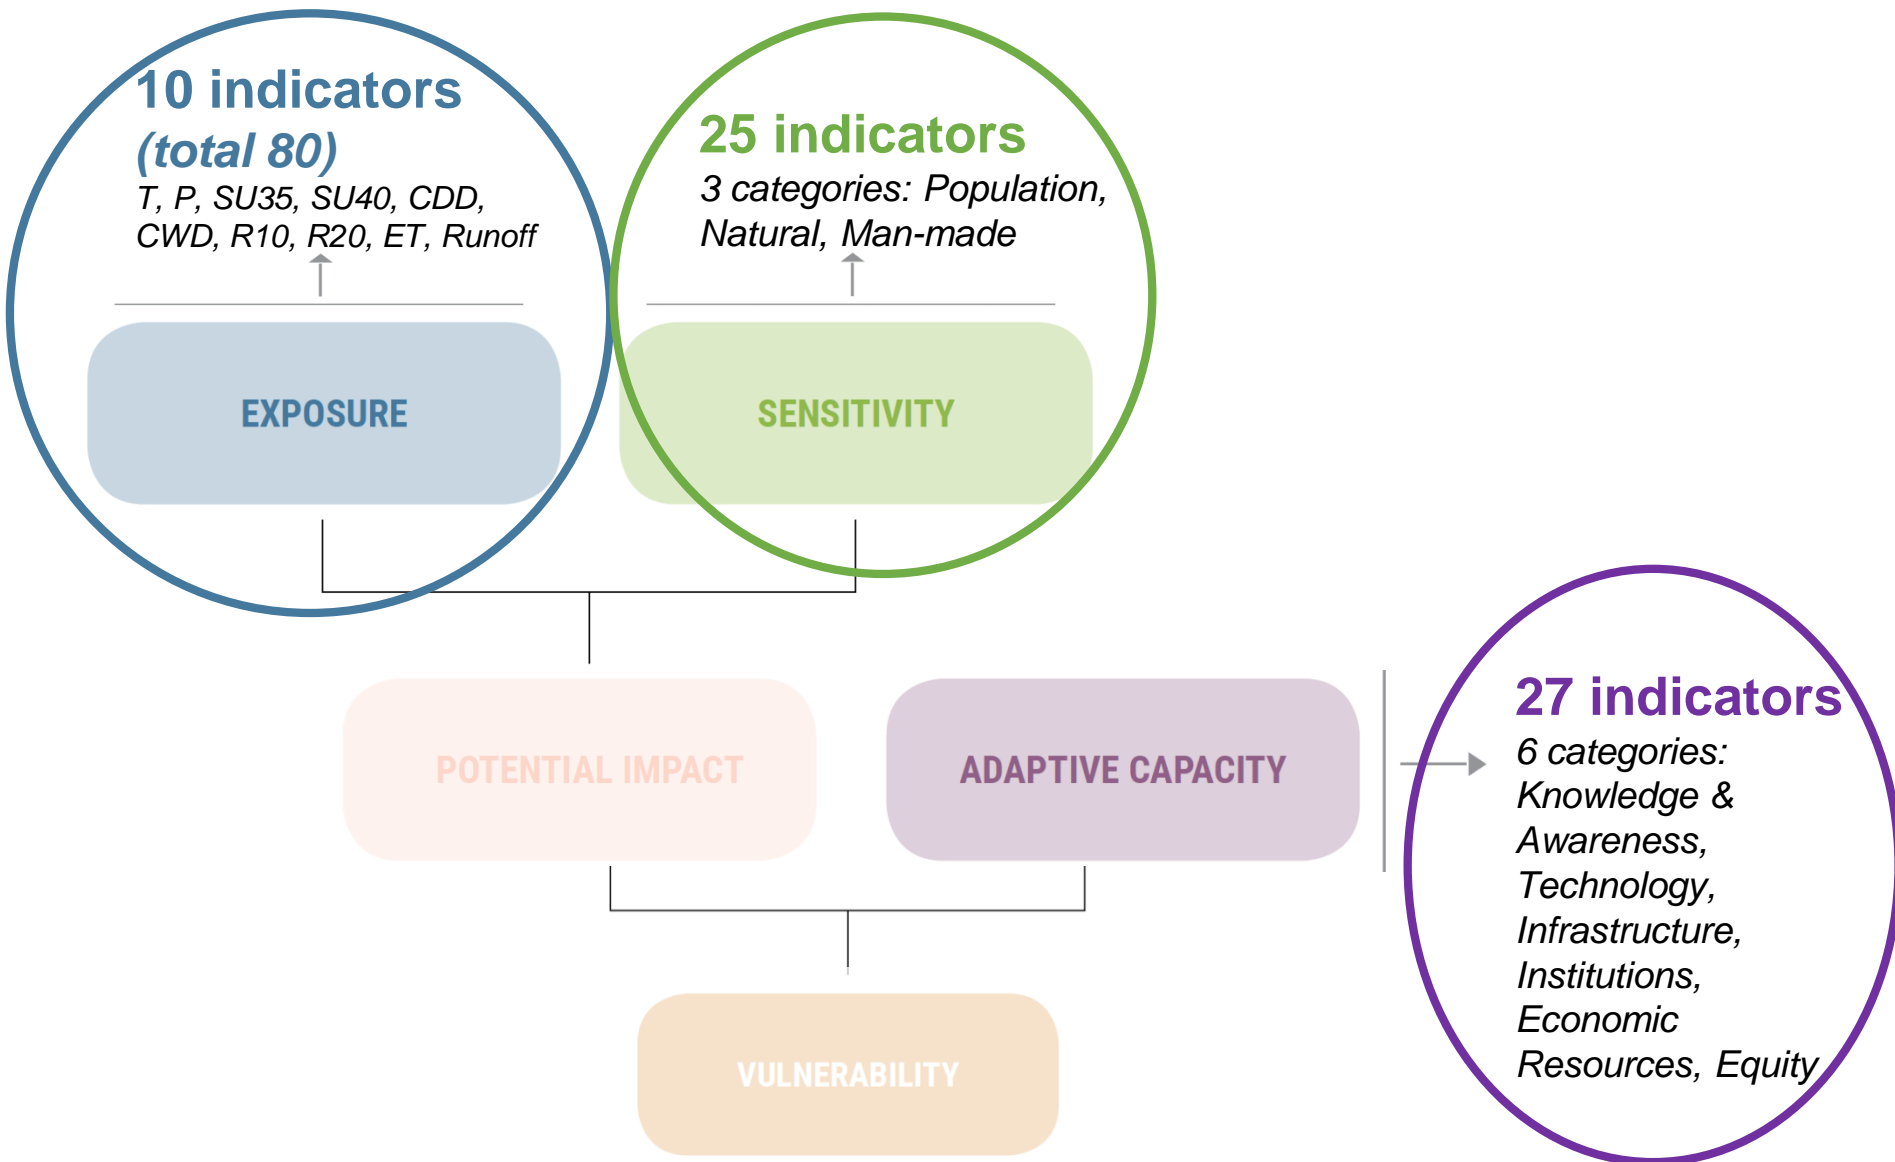 10 indicators
(total 80)
T, P, SU35, SU40, CDD,
CWD, R10, R20, ET, Runoff
25 indicators
3 categories: Population,
Natural, Man-made
EXPOSURE
SENSITIVITY
POTENTIAL IMPACT
ADAPTIVE CAPACITY
27 indicators
6 categories:
Knowledge &
Awareness,
Technology,
Infrastructure,
Institutions,
Economic
Resources, Equity
VULNERABILITY